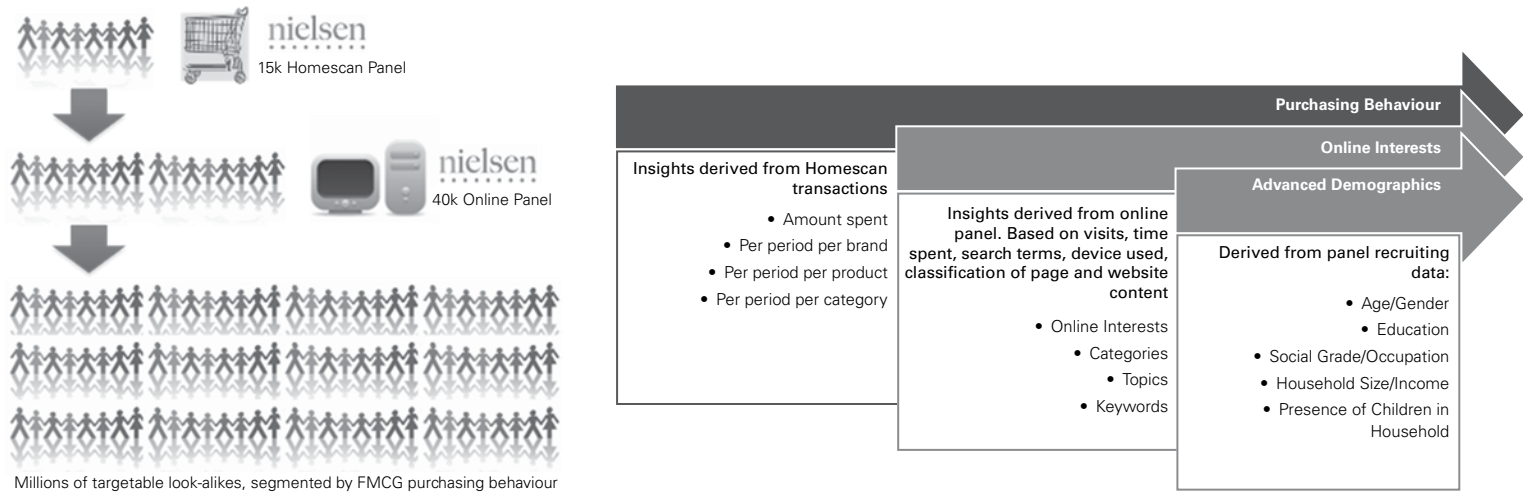 nielsen
15k Homescan Panel
nielsen
40k Online Panel
Millions of targetable look-alikes, segmented by FMCG purchasing behaviour
Purchasing Behaviour
Online Interests
Advanced Demographics
Insights derived from Homescan
transactions
• Amount spent
• Per period per brand
• Per period per product
• Per period per category
Insights derived from online
panel. Based on visits, time
spent, search terms, device used,
classification of page and website
content
• Online Interests
• Categories
• Topics
• Keywords
Derived from panel recruiting
data:
• Age/Gender
• Education
• Social Grade/Occupation
• Household Size/Income
• Presence of Children in
Household